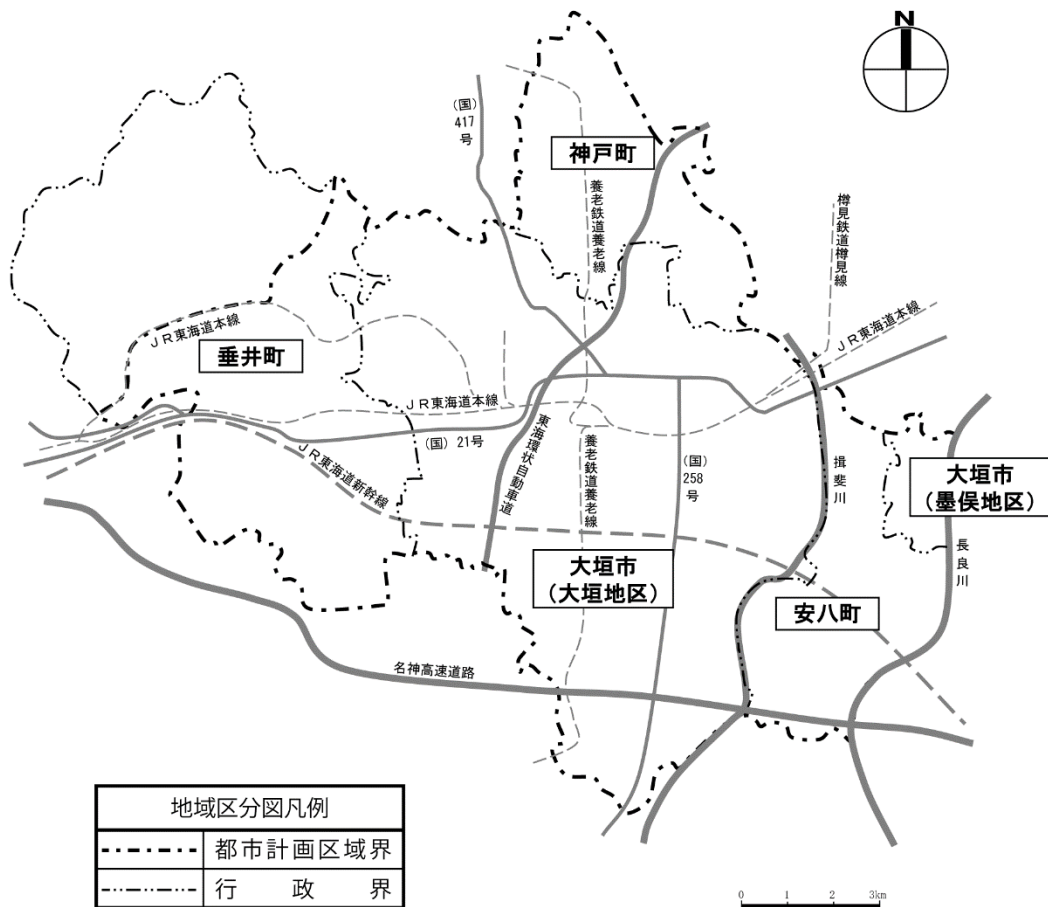 N
(国)
417
号
神戸町
養老鉄道養老線
樽見鉄道樽見線
JR東海道本線
JR東海道本線
垂井町
JR東海道本線
(国)21号
JR東海道新幹線
東海環状自動車道
養老鉄道養老線
(国)
258
号
揖斐川
大垣市
(墨俣地区)
長良川
大垣市
(大垣地区)
安八町
名神高速道路
地域区分図凡例
都市計画区域界
行政界
0 1 2 3km